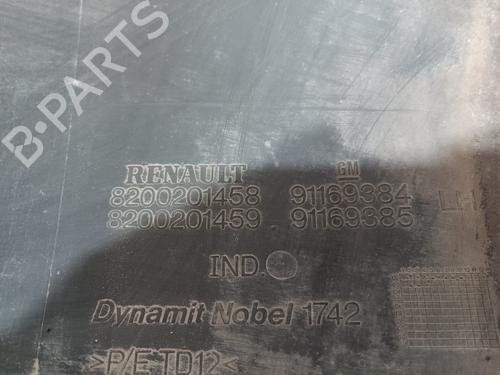 B-PARTS
RENAULT GM
8200201458 91169384 LH
8200201459 91169385
IND.
Dynamit Nobel 1742
>P/E TD12<